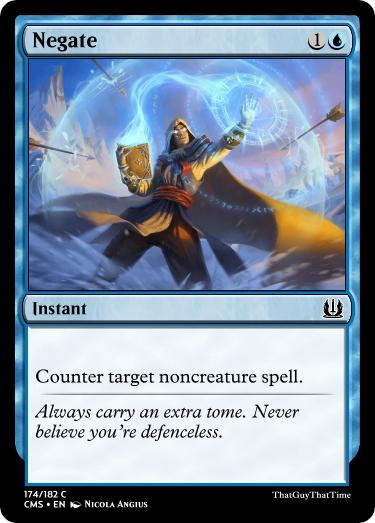 Negate 1
Instant
Counter target noncreature spell.
Always carry an extra tome. Never
believe you're defenceless.
174/182 C
CMS • EN Nicola Angius
ThatGuyThatTime